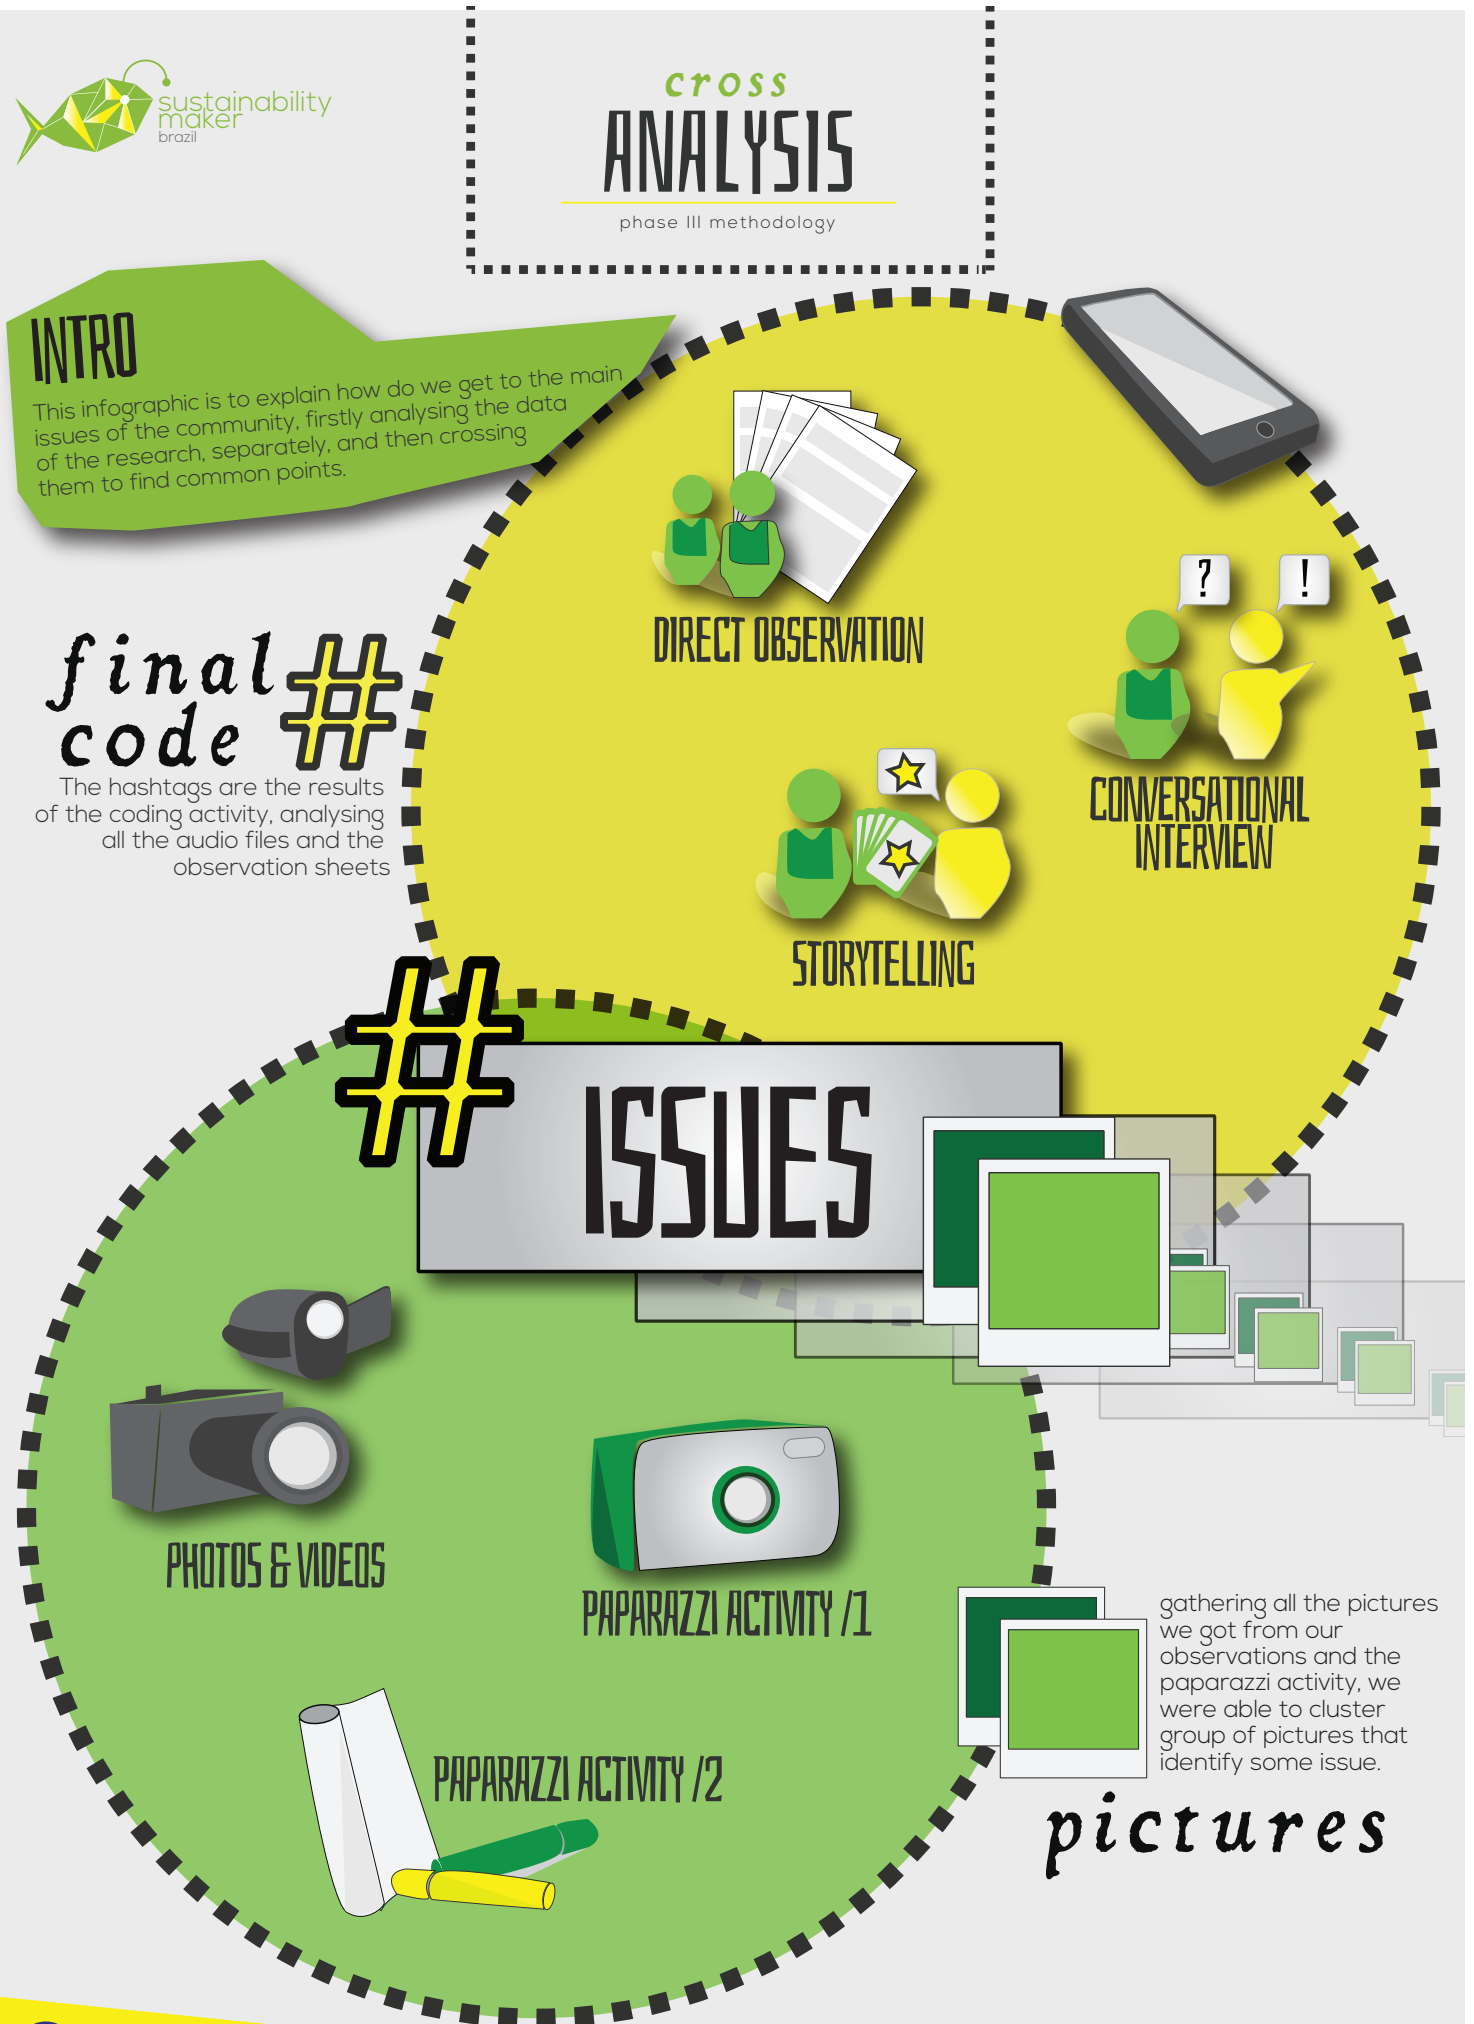 sustainability
maker
brazil
cross
ANALYSIS
phase III methodology
INTRO
This infographic is to explain how do we get to the main
issues of the community, firstly analysing the data
of the research, separately, and then crossing
them to find common points.
DIRECT OBSERVATION
? !
final #
code
The hashtags are the results
of the coding activity, analysing
all the audio files and the
observation sheets
CONVERSATIONAL
INTERVIEW
STORYTELLING
# ISSUES
PHOTOS & VIDEOS
PAPARAZZI ACTIVITY /1
gathering all the pictures
we got from our
observations and the
paparazzi activity, we
were able to cluster
group of pictures that
identify some issue.
pictures
PAPARAZZI ACTIVITY /2